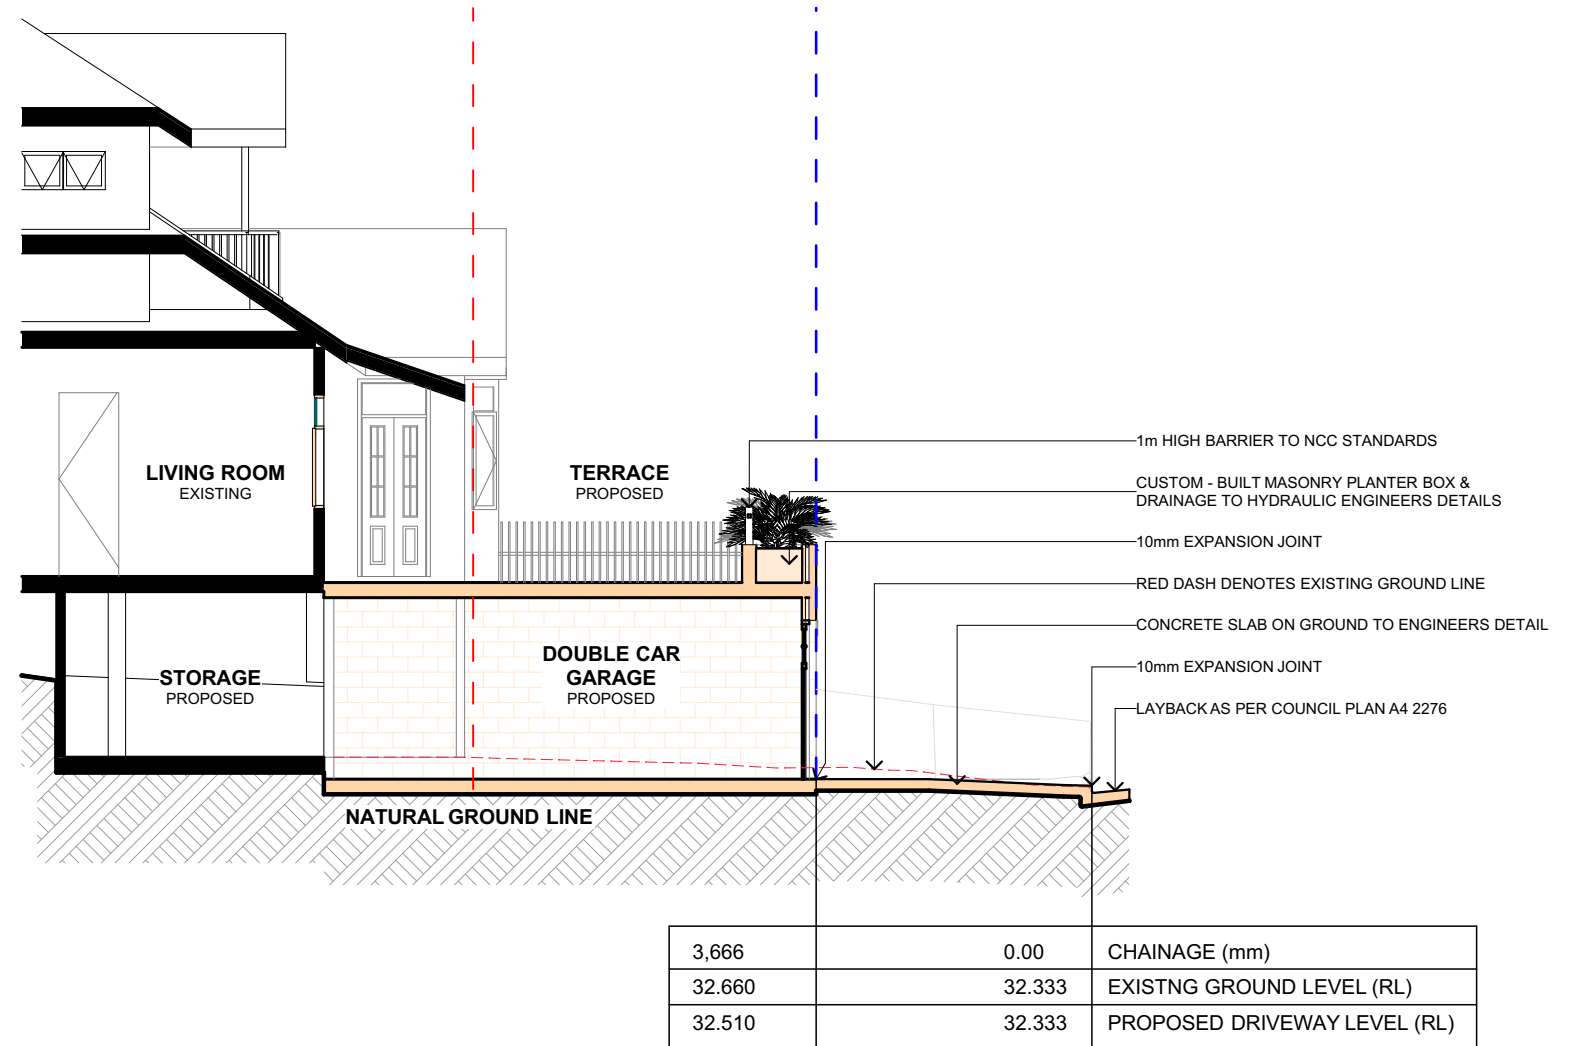 1m HIGH BARRIER TO NCC STANDARDS
LIVING ROOM
EXISTING
TERRACE
PROPOSED
CUSTOM - BUILT MASONRY PLANTER BOX &
DRAINAGE TO HYDRAULIC ENGINEERS DETAILS
10mm EXPANSION JOINT
RED DASH DENOTES EXISTING GROUND LINE
CONCRETE SLAB ON GROUND TO ENGINEERS DETAIL
STORAGE
PROPOSED
DOUBLE CAR
GARAGE
PROPOSED
10mm EXPANSION JOINT
LAYBACK AS PER COUNCIL PLAN A4 2276
NATURAL GROUND LINE
3,666 0.00 CHAINAGE (mm)
32.660 32.333 EXISTNG GROUND LEVEL (RL)
32.510 32.333 PROPOSED DRIVEWAY LEVEL (RL)